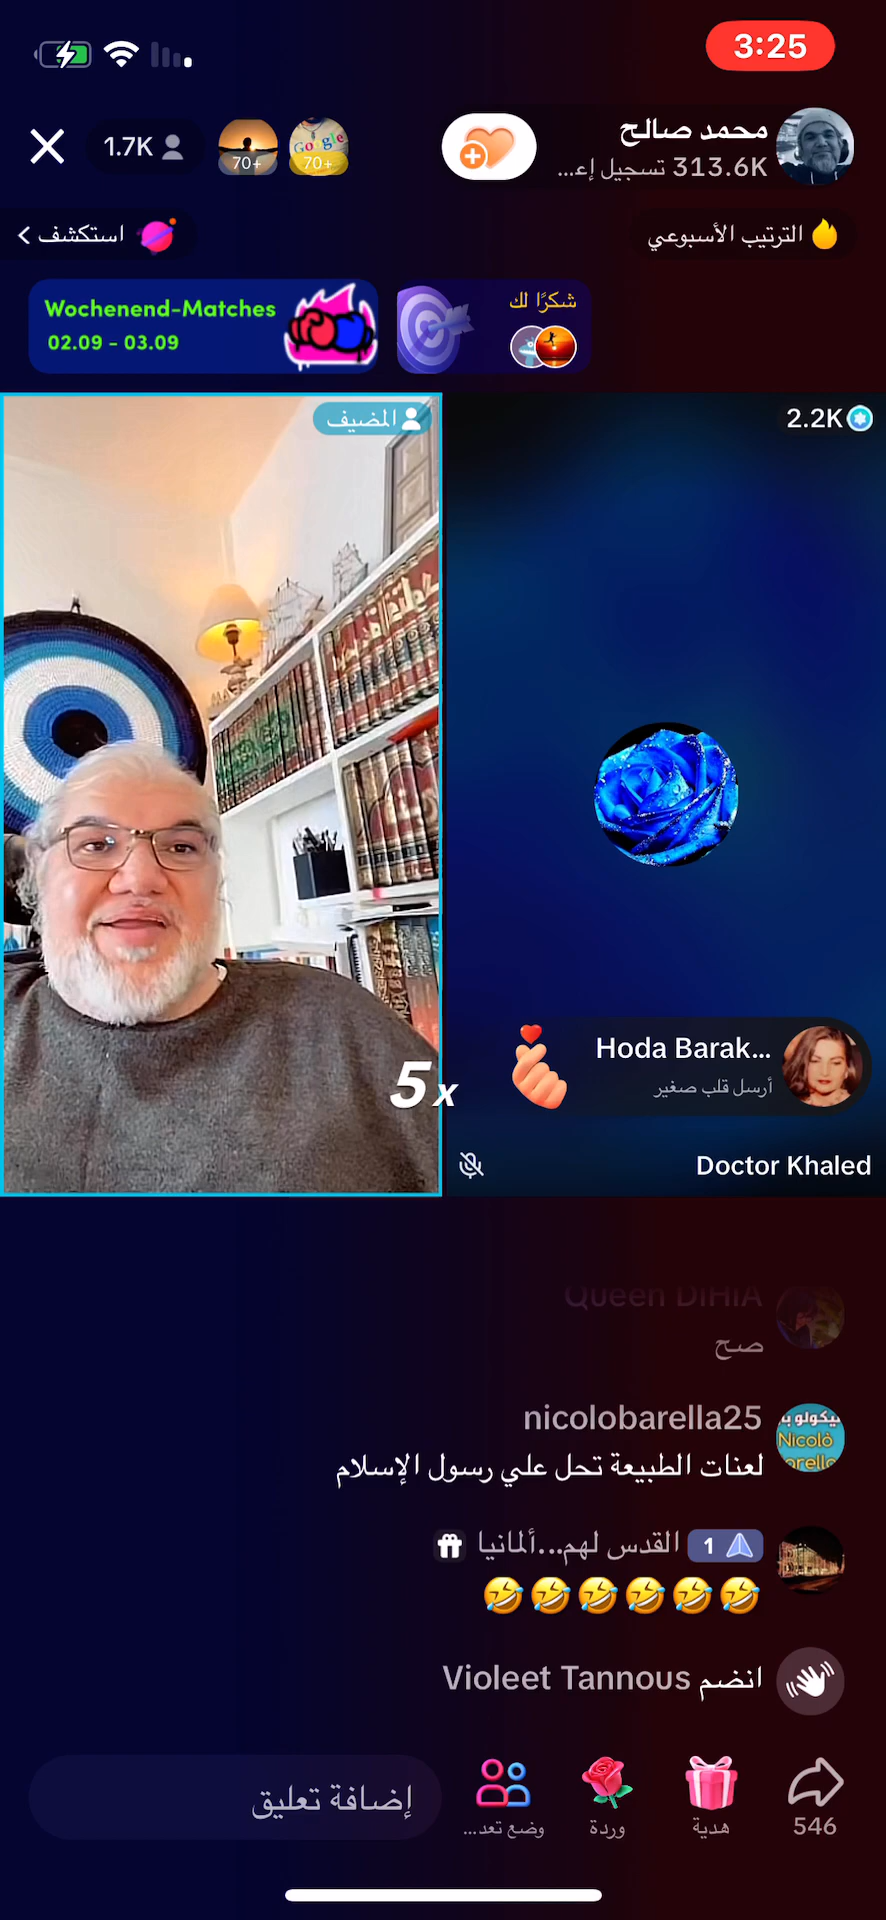 3:25
محمد صالح
313.6K تسجيل إع...
1.7K
70+
70+
Google
الترتيب الأسبوعي
استكشف
Wochenend-Matches
02.09 - 03.09
شكرًا لك
المضيف
2.2K
Hoda Barak...
أرسل قلب صغير
5x
Doctor Khaled
Queen DIHIA
صح
nicolobarella25
Nicolò
لعنات الطبيعة تحل علي رسول الإسلام
1 القدس لهم...ألمانيا
🤣🤣🤣🤣🤣🤣
Violeet Tannous انضم
إضافة تعليق
وضع تعد...
وردة
هدية
546